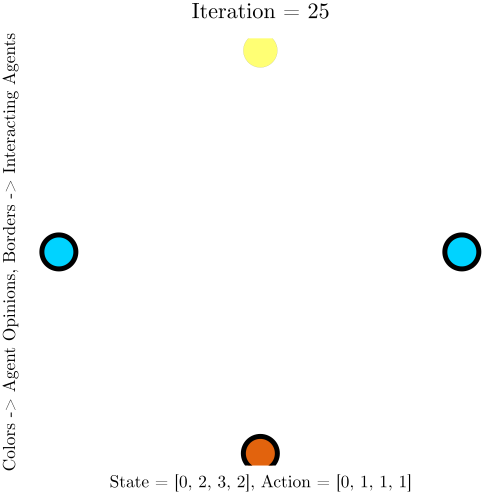 Iteration = 25
Colors -> Agent Opinions, Borders -> Interacting Agents
State = [0, 2, 3, 2], Action = [0, 1, 1, 1]